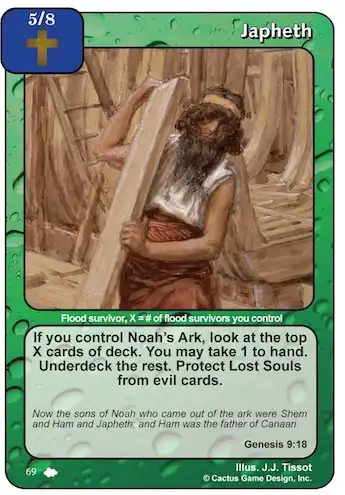 5/8
Japheth
Flood survivor, X = # of flood survivors you control
If you control Noah's Ark, look at the top
X cards of deck. You may take 1 to hand.
Underdeck the rest. Protect Lost Souls
from evil cards.
Now the sons of Noah who came out of the ark were Shem
and Ham and Japheth; and Ham was the father of Canaan.
Genesis 9:18
69
Illus. J.J. Tissot
© Cactus Game Design, Inc.